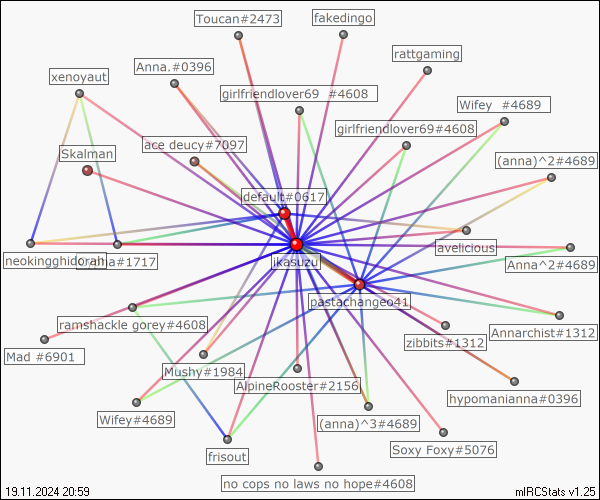 Toucan#2473
fakedingo
rattgaming
Anna.#0396
xenoyaut
girlfriendlover69 #4608
Wifey #4689
girlfriendlover69#4608
ace deucy#7097
Skalman
(anna)^2#4689
default#0617
avelicious
neokingghidorah
#1717
ikasuzu
Anna^2#4689
pastachangeo41
ramshackle gorey#4608
Annarchist#1312
zibbits#1312
Mad #6901
Mushy#1984
AlpineRooster#2156
hypomanianna#0396
Wifey#4689
(anna)^3#4689
Soxy Foxy#5076
frisout
no cops no laws no hope#4608
19.11.2024 20:59
mIRCStats v1.25